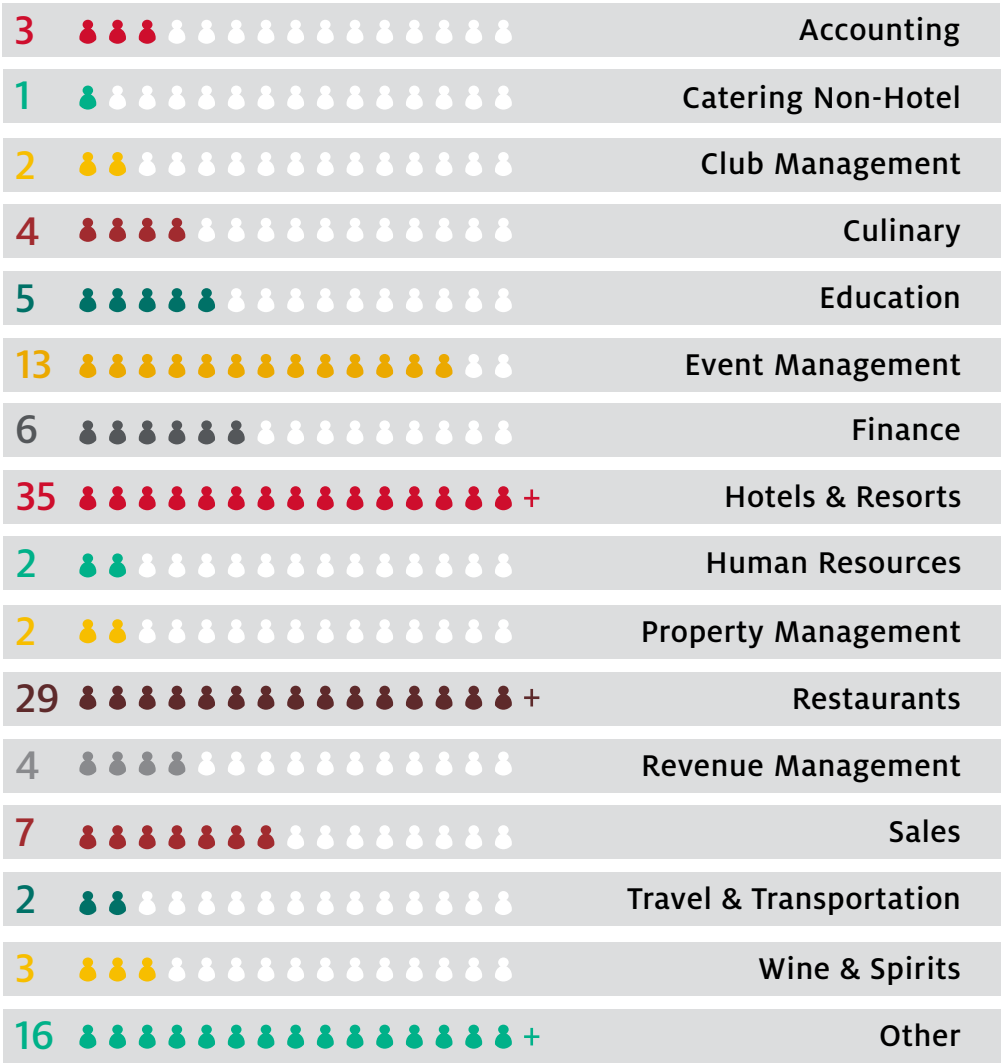 3 Accounting
1 Catering Non-Hotel
2 Club Management
4 Culinary
5 Education
13 Event Management
6 Finance
35 + Hotels & Resorts
2 Human Resources
2 Property Management
29 + Restaurants
4 Revenue Management
7 Sales
2 Travel & Transportation
3 Wine & Spirits
16 + Other